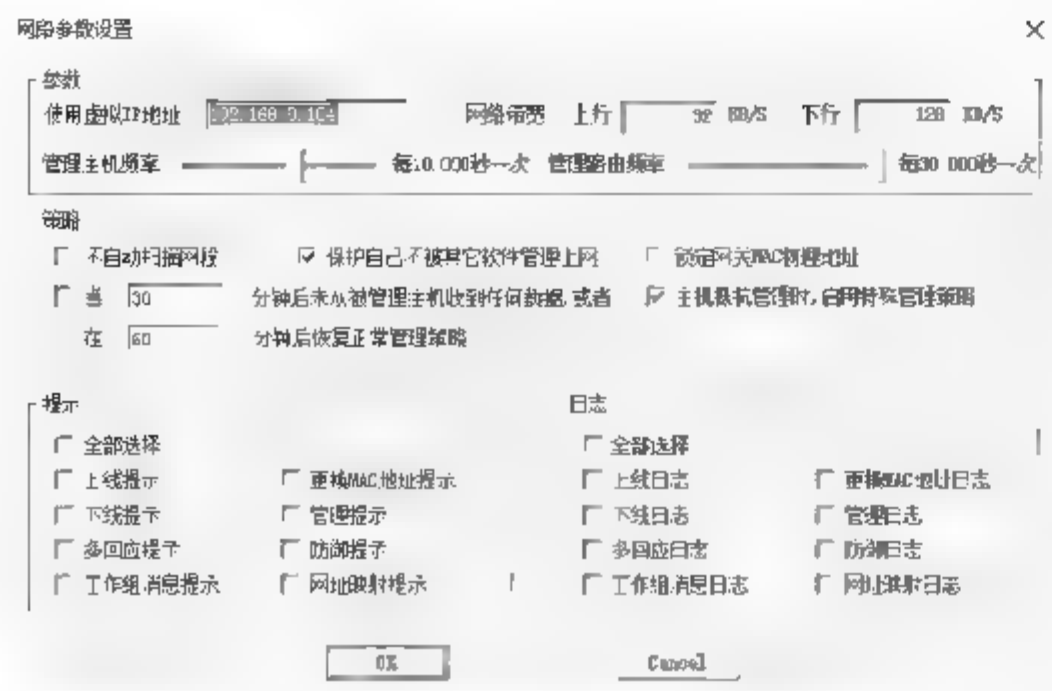 网络参数设置
参数
使用虚拟IP地址 192.168.0.104 网络带宽 上行 KB/S 下行 128 KB/S
管理主机频率 每10.000秒一次 管理路由频率 每30.000秒一次
策略
不自动扫描网段 保护自己不被其它软件管理上网 锁定网关MAC物理地址
当 30 分钟后未从被管理主机收到任何数据,或者 主机抵抗管理时,启用特殊管理策略
在 60 分钟后恢复正常管理策略
提示 日志
全部选择 全部选择
上线提示 更换MAC地址提示 上线日志 更换MAC地址日志
下线提示 管理提示 下线日志 管理日志
多回应提示 防御提示 多回应日志 防御日志
工作组消息提示 网址映射提示 工作组消息日志 网址映射日志
OK Cancel